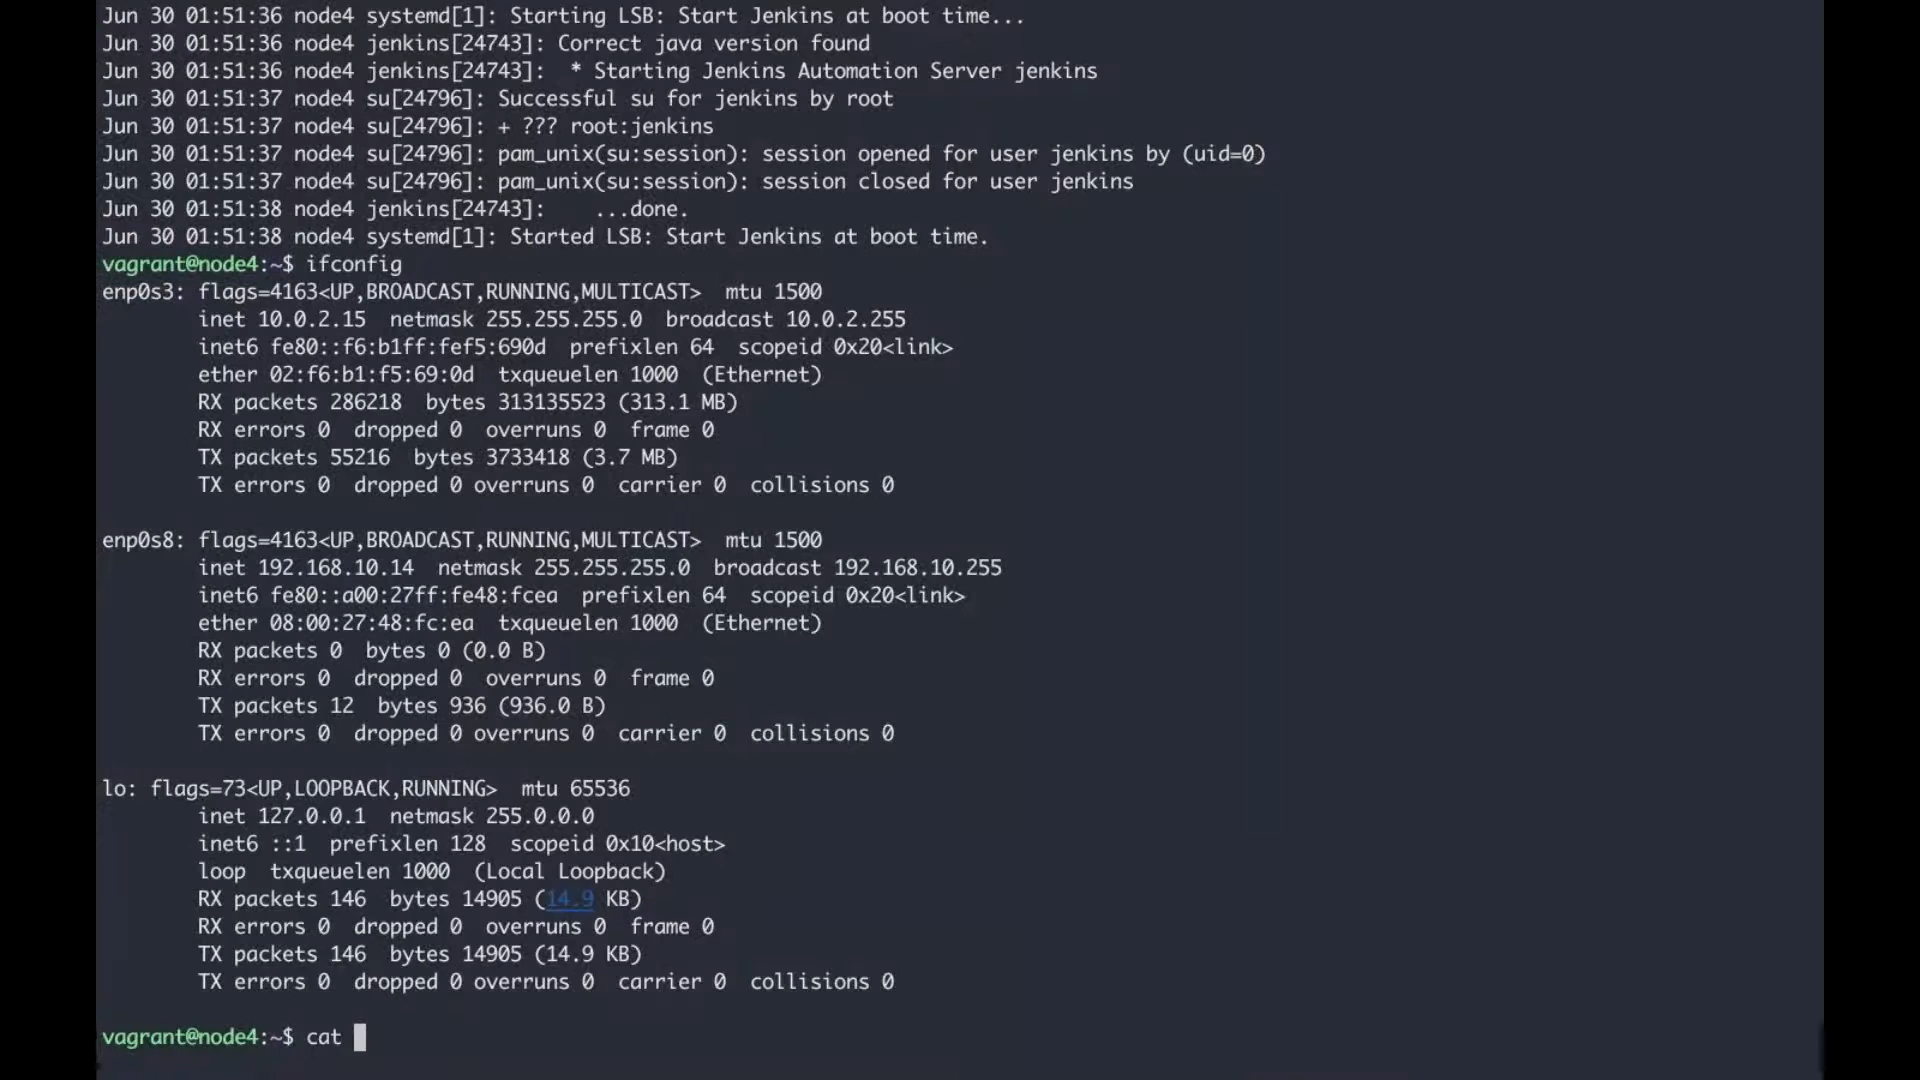 Jun 30 01:51:36 node4 systemd[1]: Starting LSB: Start Jenkins at boot time...
Jun 30 01:51:36 node4 jenkins[24743]: Correct java version found
Jun 30 01:51:36 node4 jenkins[24743]:  * Starting Jenkins Automation Server jenkins
Jun 30 01:51:37 node4 su[24796]: Successful su for jenkins by root
Jun 30 01:51:37 node4 su[24796]: + ??? root:jenkins
Jun 30 01:51:37 node4 su[24796]: pam_unix(su:session): session opened for user jenkins by (uid=0)
Jun 30 01:51:37 node4 su[24796]: pam_unix(su:session): session closed for user jenkins
Jun 30 01:51:38 node4 jenkins[24743]:    ...done.
Jun 30 01:51:38 node4 systemd[1]: Started LSB: Start Jenkins at boot time.
vagrant@node4:~$ ifconfig
enp0s3: flags=4163<UP,BROADCAST,RUNNING,MULTICAST>  mtu 1500
        inet 10.0.2.15  netmask 255.255.255.0  broadcast 10.0.2.255
        inet6 fe80::f6:b1ff:fef5:690d  prefixlen 64  scopeid 0x20<link>
        ether 02:f6:b1:f5:69:0d  txqueuelen 1000  (Ethernet)
        RX packets 286218  bytes 313135523 (313.1 MB)
        RX errors 0  dropped 0  overruns 0  frame 0
        TX packets 55216  bytes 3733418 (3.7 MB)
        TX errors 0  dropped 0 overruns 0  carrier 0  collisions 0
enp0s8: flags=4163<UP,BROADCAST,RUNNING,MULTICAST>  mtu 1500
        inet 192.168.10.14  netmask 255.255.255.0  broadcast 192.168.10.255
        inet6 fe80::a00:27ff:fe48:fcea  prefixlen 64  scopeid 0x20<link>
        ether 08:00:27:48:fc:ea  txqueuelen 1000  (Ethernet)
        RX packets 0  bytes 0 (0.0 B)
        RX errors 0  dropped 0  overruns 0  frame 0
        TX packets 12  bytes 936 (936.0 B)
        TX errors 0  dropped 0 overruns 0  carrier 0  collisions 0
lo: flags=73<UP,LOOPBACK,RUNNING>  mtu 65536
        inet 127.0.0.1  netmask 255.0.0.0
        inet6 ::1  prefixlen 128  scopeid 0x10<host>
        loop  txqueuelen 1000  (Local Loopback)
        RX packets 146  bytes 14905 (14.9 KB)
        RX errors 0  dropped 0  overruns 0  frame 0
        TX packets 146  bytes 14905 (14.9 KB)
        TX errors 0  dropped 0 overruns 0  carrier 0  collisions 0
vagrant@node4:~$ cat